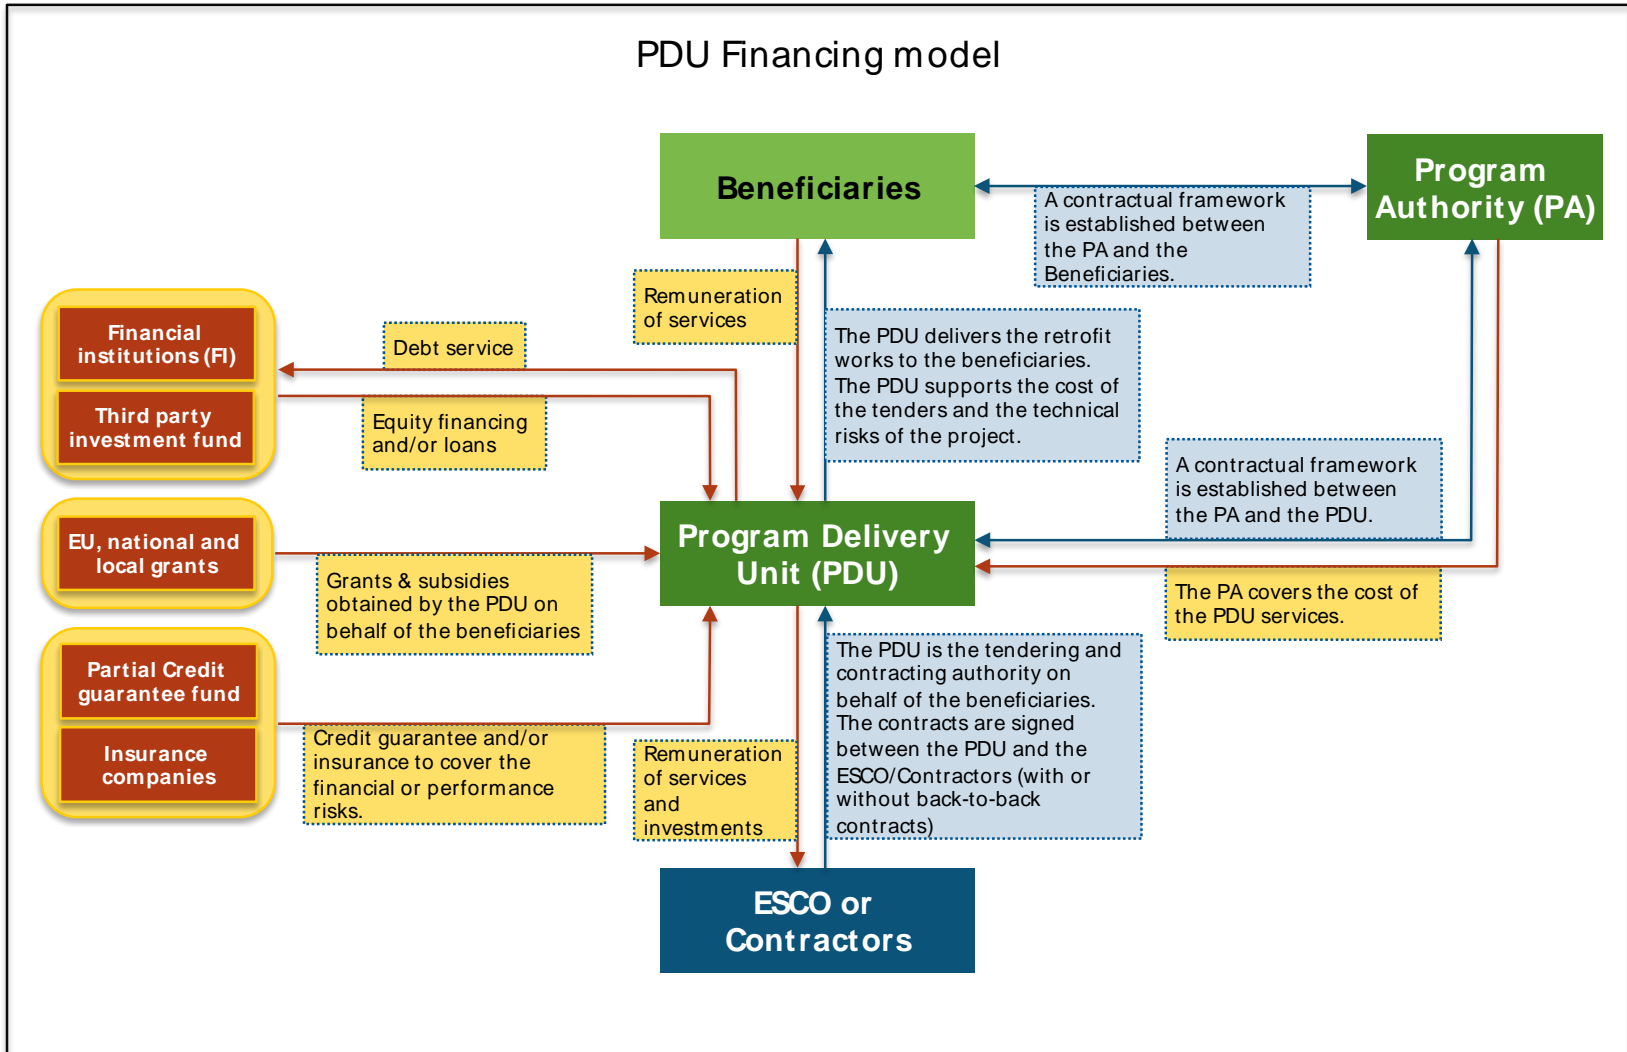 PDU Financing model
Beneficiaries
Program
Authority (PA)
A contractual framework
is established between
the PA and the
Beneficiaries.
Remuneration
of services
The PDU delivers the retrofit
works to the beneficiaries.
The PDU supports the cost of
the tenders and the technical
risks of the project.
Financial
institutions (FI)
Third party
investment fund
Debt service
Equity financing
and/or loans
A contractual framework
is established between
the PA and the PDU.
EU, national and
local grants
Grants & subsidies
obtained by the PDU on
behalf of the beneficiaries
Program Delivery
Unit (PDU)
The PA covers the cost of
the PDU services.
Partial Credit
guarantee fund
Insurance
companies
Credit guarantee and/or
insurance to cover the
financial or performance
risks.
Remuneration
of services
and
investments
The PDU is the tendering and
contracting authority on
behalf of the beneficiaries.
The contracts are signed
between the PDU and the
ESCO/Contractors (with or
without back-to-back
contracts)
ESCO or
Contractors